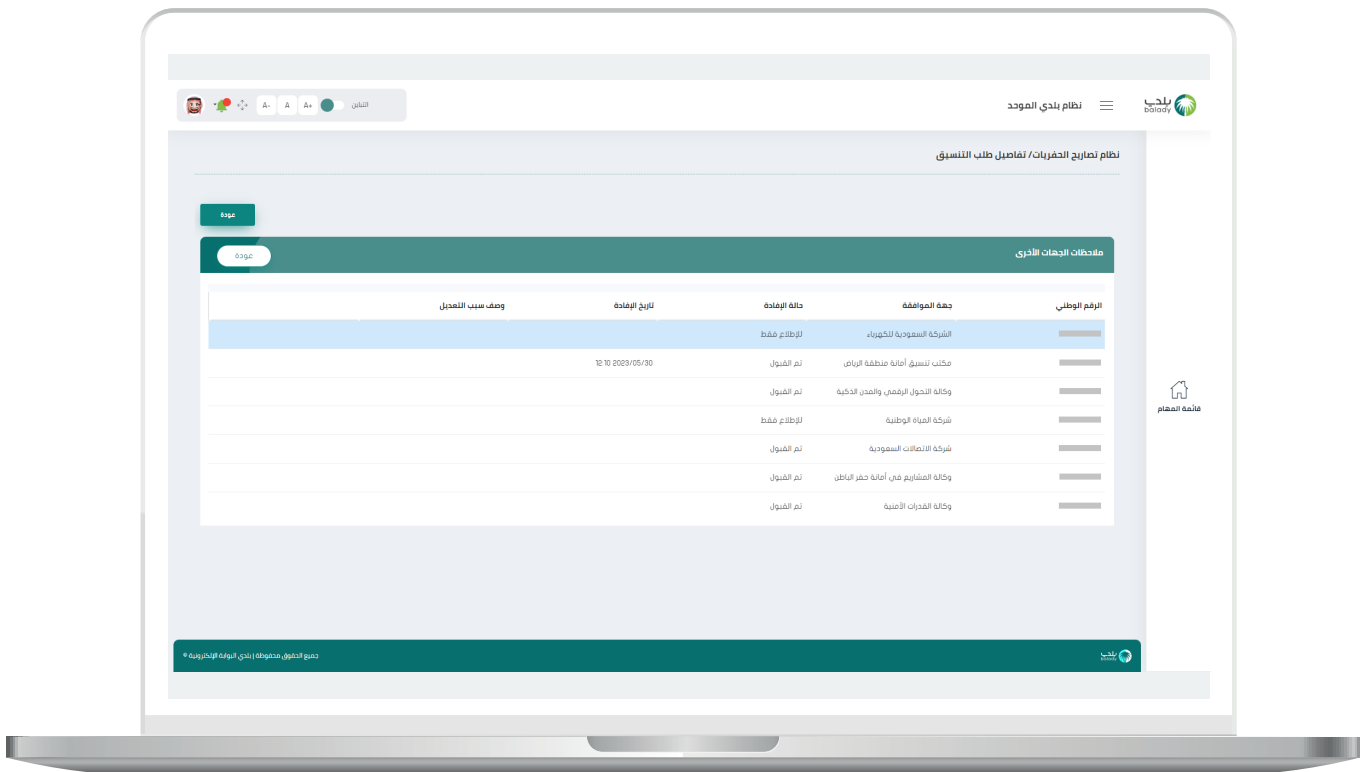 بلدي
balady
نظام بلدي الموحد
التباين
A+
A
A-
نظام تصاريح الحفريات/ تفاصيل طلب التنسيق
عودة
ملاحظات الجهات الأخرى
عودة
الرقم الوطني جهة الموافقة حالة الإفادة تاريخ الإفادة وصف سبب التعديل
الشركة السعودية للكهرباء للإطلاع فقط
مكتب تنسيق أمانة منطقة الرياض تم القبول 12:10 2023/05/30
وكالة التحول الرقمي والمدن الذكية تم القبول
شركة المياة الوطنية للإطلاع فقط
شركة الاتصالات السعودية تم القبول
وكالة المشاريع في أمانة حفر الباطن تم القبول
وكالة القدرات الأمنية تم القبول
قائمة المهام
بلدي
balady
جميع الحقوق محفوظة | بلدي البوابة الإلكترونية ©